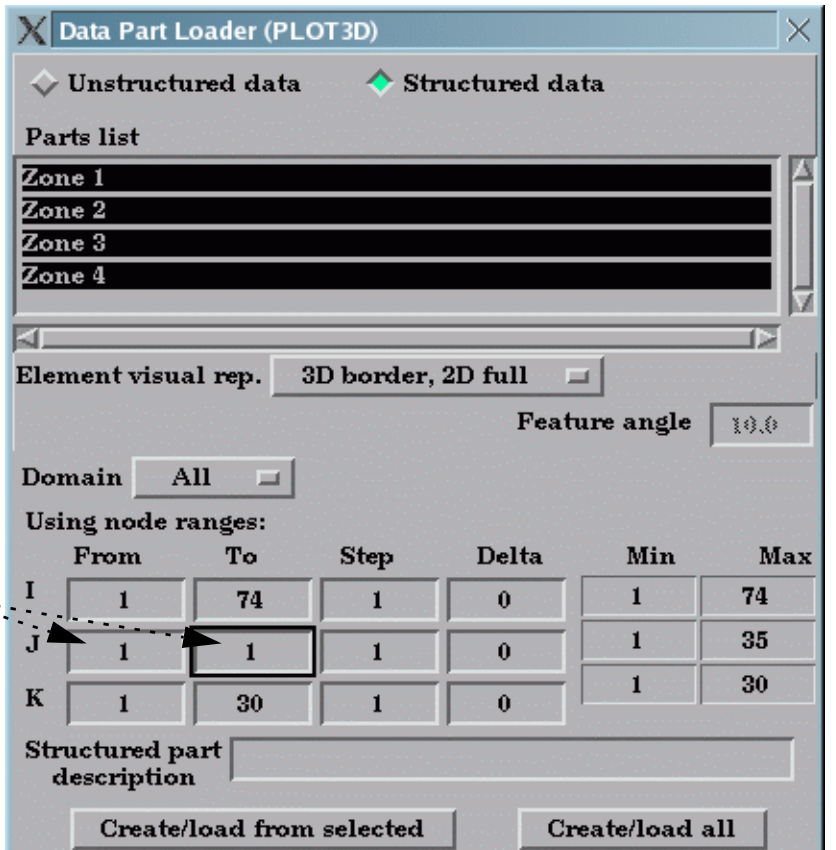 X Data Part Loader (PLOT3D)
Unstructured data Structured data
Parts list
Zone 1
Zone 2
Zone 3
Zone 4
Element visual rep. 3D border, 2D full
Feature angle 10.0
Domain All
Using node ranges:
From To Step Delta Min Max
I 1 74 1 0 1 74
J 1 1 1 0 1 35
K 1 30 1 0 1 30
Structured part
description
Create/load from selected Create/load all